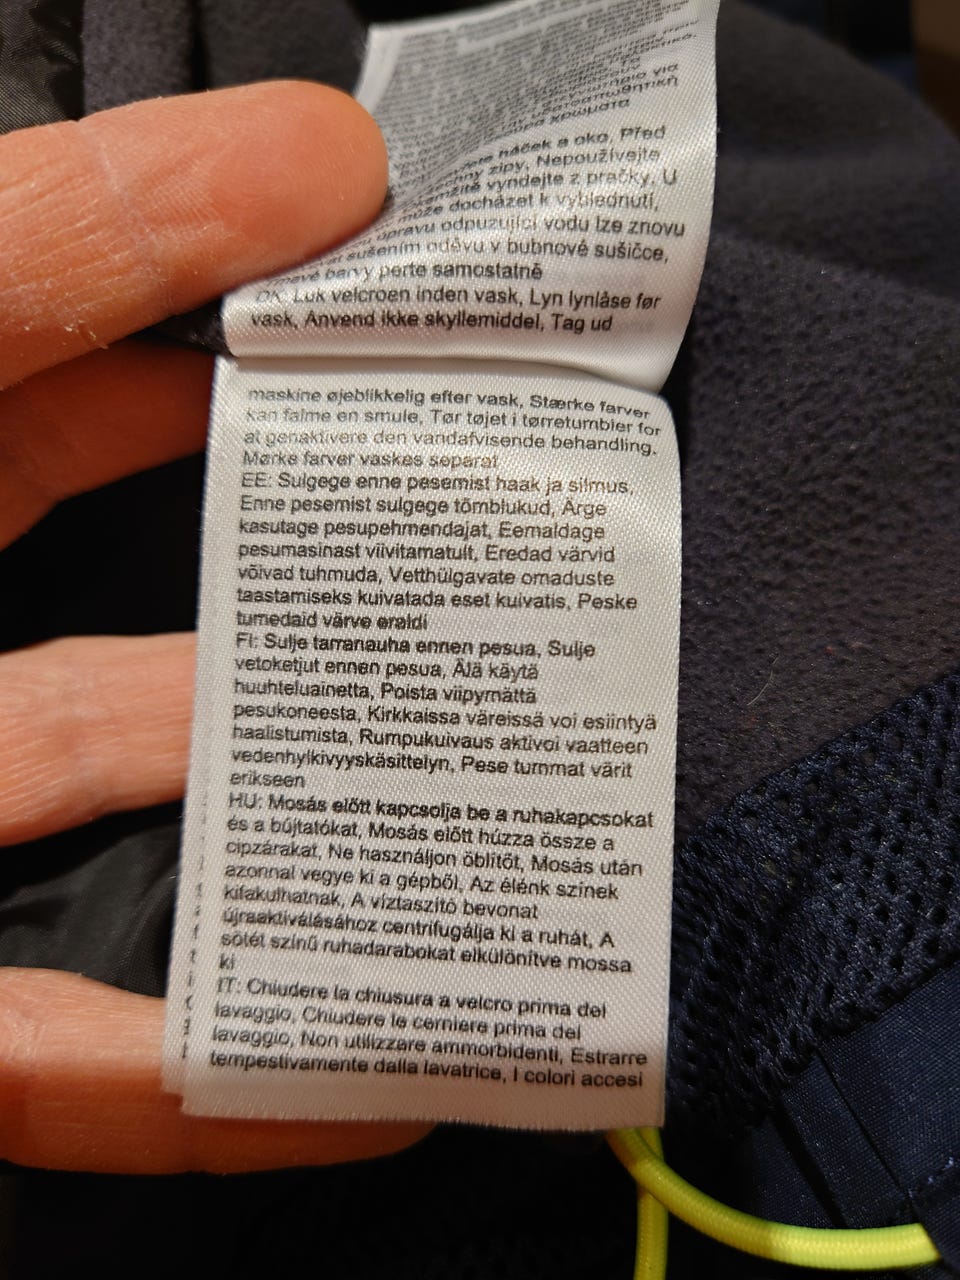 háček a oko, Před
zipy, Nepoužívejte
vyndejte z pračky, U
může docházet k vyblednutí,
úpravu odpuzující vodu lze znovu
sušením oděvu v bubnové sušičce,
barvy perte samostatně
DK: Luk velcroen inden vask, Lyn lynlåse før
vask, Anvend ikke skyllemiddel, Tag ud
maskine øjeblikkelig efter vask, Stærke farver
kan falme en smule, Tør tøjet i tørretumbler for
at genaktivere den vandafvisende behandling.
Mørke farver vaskes separat
EE: Sulgege enne pesemist haak ja silmus,
Enne pesemist sulgege tõmblukud, Ärge
kasutage pesupehmendajat, Eemaldage
pesumasinast viivitamatult, Eredad värvid
võivad tuhmuda, Vetthülgavate omaduste
taastamiseks kuivatada eset kuivatis, Peske
tumedaid värve eraldi
FI: Sulje tarranauha ennen pesua, Sulje
vetoketjut ennen pesua, Älä käytä
huuhteluainetta, Poista viipymättä
pesukoneesta, Kirkkaissa väreissä voi esiintyä
haalistumista, Rumpukuivaus aktivoi vaatteen
vedenhylkivyyskäsittelyn, Pese tummat värit
erikseen
HU: Mosás előtt kapcsolja be a ruhakapcsokat
és a bújtatókat, Mosás előtt húzza össze a
cipzárakat, Ne használjon öblítőt, Mosás után
azonnal vegye ki a gépből, Az élénk színek
kifakulhatnak, A víztaszító bevonat
újraaktiválásához centrifugálja ki a ruhát, A
sötét színű ruhadarabokat elkülönítve mossa
ki
IT: Chiudere la chiusura a velcro prima del
lavaggio, Chiudere le cerniere prima del
lavaggio, Non utilizzare ammorbidenti, Estrarre
tempestivamente dalla lavatrice, I colori accesi